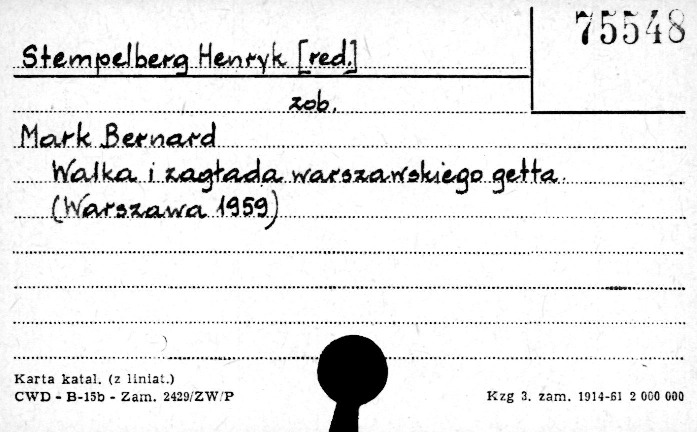 75548
Stempelberg Henryk [red.]
zob.
Mark Bernard
Walka i zagłada warszawskiego getta.
(Warszawa 1959)
Karta katal. (z liniat.)
CWD - B-15b - Zam. 2429/ZW/P
Kzg 3. zam. 1914-61 2 000 000